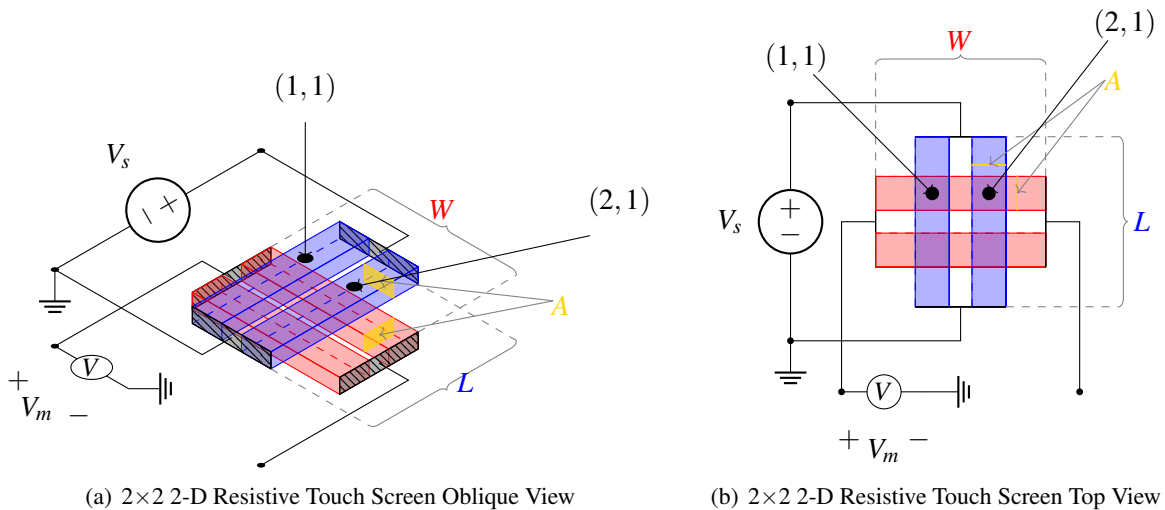 (1,1)
V_s
− +
(2,1)
W
A
L
V
+ V_m −
(a) 2×2 2-D Resistive Touch Screen Oblique View
(2,1)
W
(1,1)
A
V_s
+
−
L
V
+ V_m −
(b) 2×2 2-D Resistive Touch Screen Top View